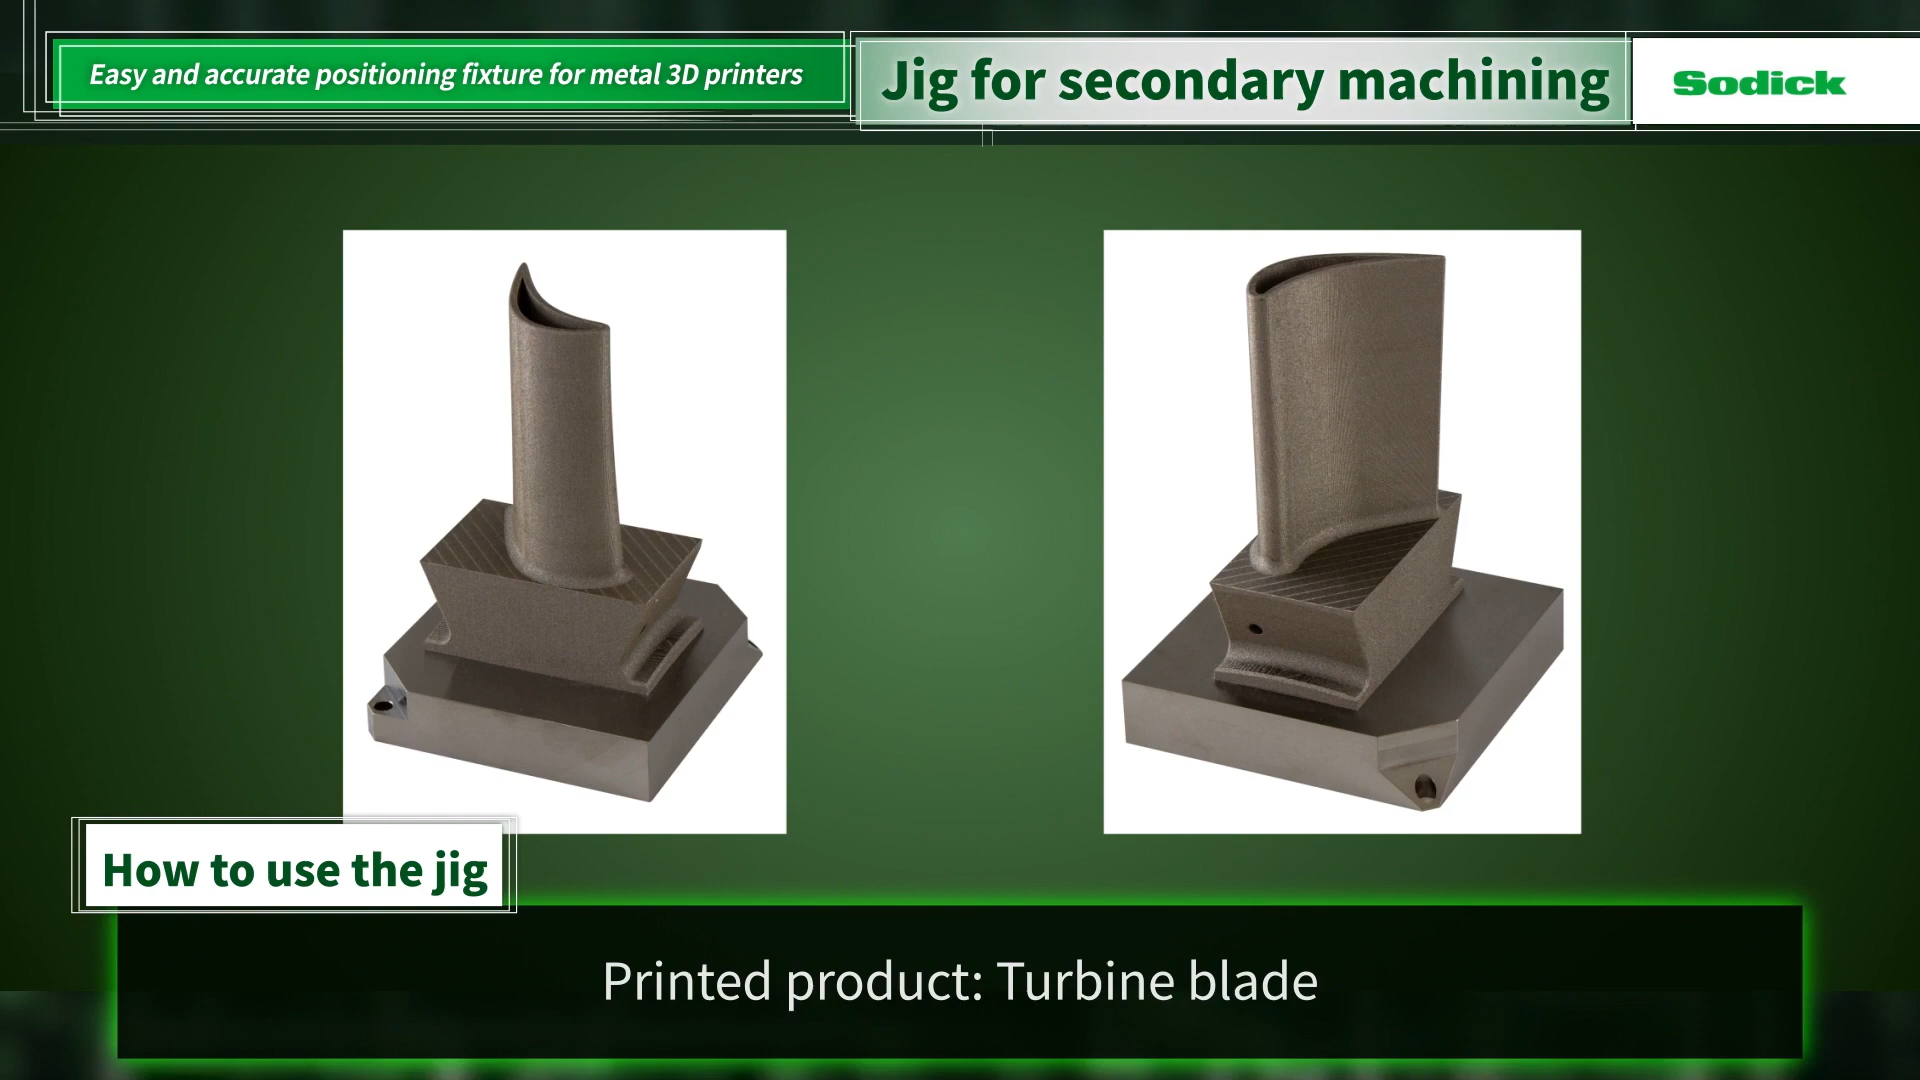 Easy and accurate positioning fixture for metal 3D printers
Jig for secondary machining
Sodick
How to use the jig
Printed product: Turbine blade